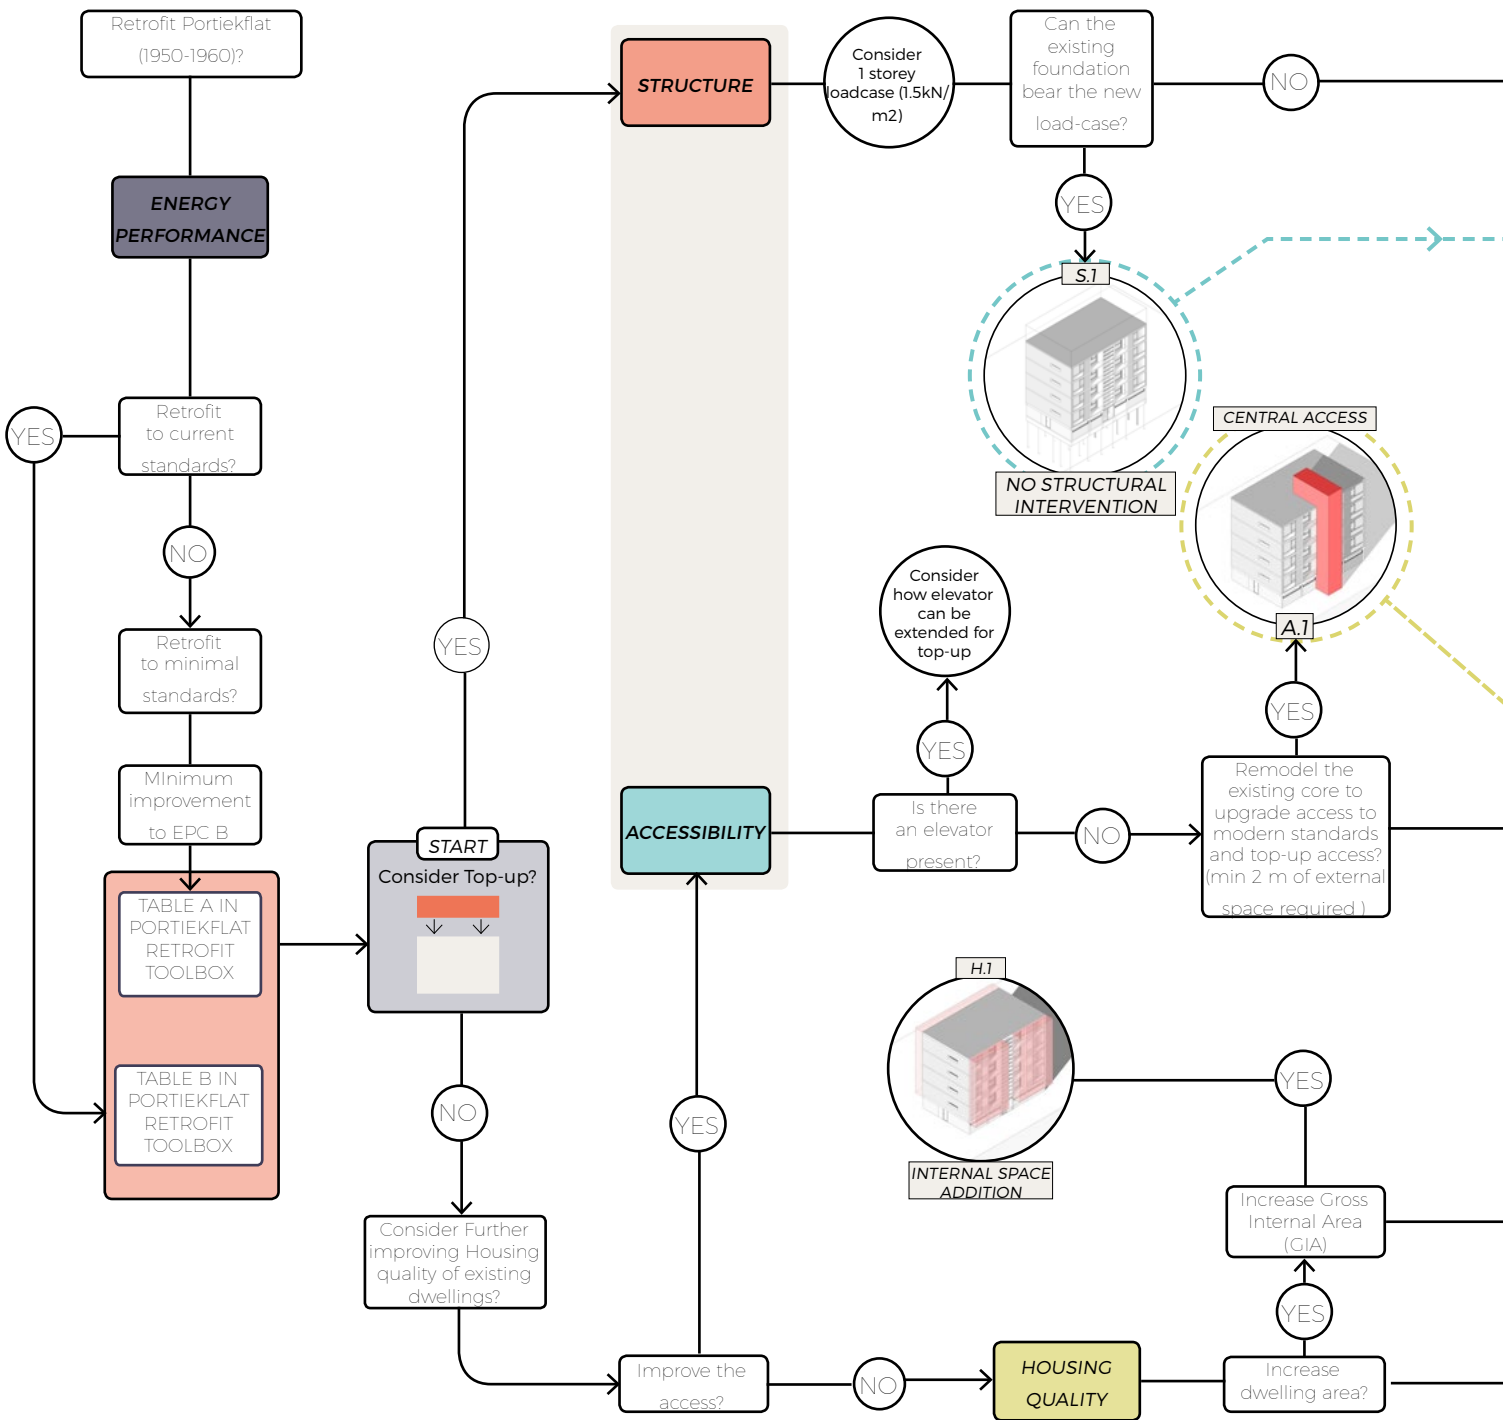 Retrofit Portiekflat
(1950-1960)?
ENERGY
PERFORMANCE
YES
Retrofit
to current
standards?
NO
Retrofit
to minimal
standards?
MInimum
improvement
to EPC B
TABLE A IN
PORTIEKFLAT
RETROFIT
TOOLBOX
TABLE B IN
PORTIEKFLAT
RETROFIT
TOOLBOX
YES
START
Consider Top-up?
NO
Consider Further
improving Housing
quality of existing
dwellings?
STRUCTURE
Consider
1 storey
loadcase (1.5kN/
m2)
Can the
existing
foundation
bear the new
load-case?
NO
YES
S.1
NO STRUCTURAL
INTERVENTION
CENTRAL ACCESS
A.1
YES
Consider
how elevator
can be
extended for
top-up
YES
ACCESSIBILITY
Is there
an elevator
present?
NO
Remodel the
existing core to
upgrade access to
modern standards
and top-up access?
(min 2 m of external
space required )
H.1
INTERNAL SPACE
ADDITION
YES
YES
Increase Gross
Internal Area
(GIA)
YES
Improve the
access?
NO
HOUSING
QUALITY
Increase
dwelling area?